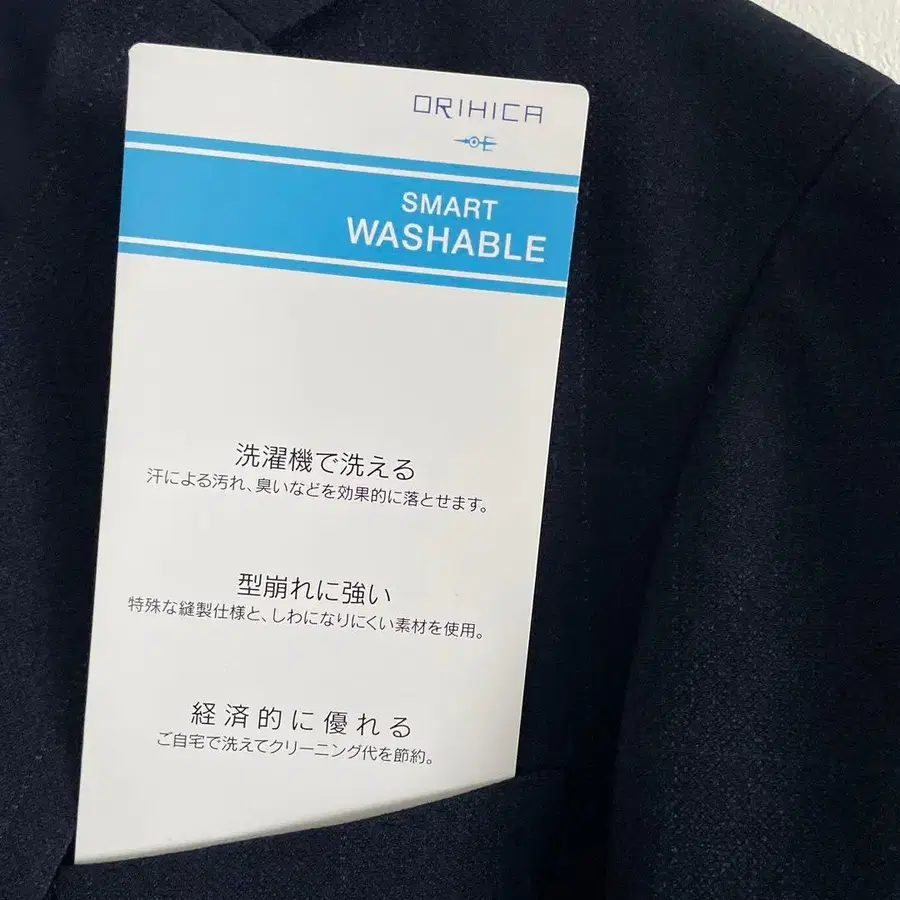 ORIHICA
SMART
WASHABLE
洗濯機で洗える
汗による汚れ、臭いなどを効果的に落とせます。
型崩れに強い
特殊な縫製仕様と、しわになりにくい素材を使用。
経済的に優れる
ご自宅で洗えてクリーニング代を節約。